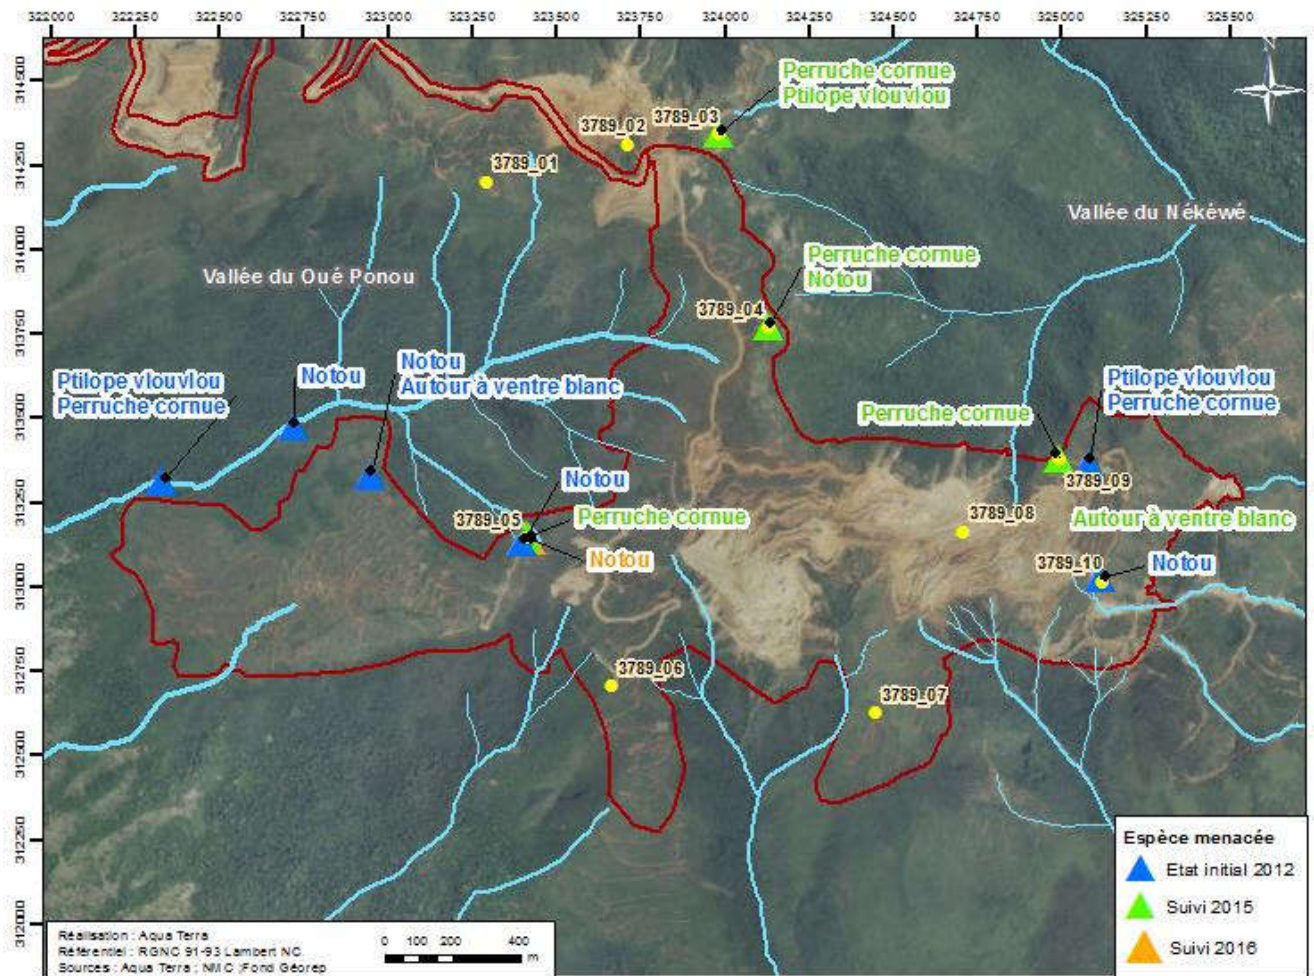 322000 322250 322500 322750 323000 323250 323500 323750 324000 324250 324500 324750 325000 325250 325500
314500
314250
314000
313750
313500
313250
313000
312750
312500
312250
312000
N
Perruche cornue
Ptilope vlouvlou
3789_03
3789_02
3789_01
Vallée du Nékéwé
Vallée du Oué Ponou
Perruche cornue
Notou
3789_04
Notou
Autour à ventre blanc
Notou
Ptilope vlouvlou
Perruche cornue
Ptilope vlouvlou
Perruche cornue
Perruche cornue
3789_09
Notou
3789_05
Perruche cornue
Notou
3789_08
Autour à ventre blanc
3789_10
Notou
3789_06
3789_07
Espèce menacée
Etat initial 2012
Suivi 2015
Suivi 2016
Réalisation : Aqua Terra
Référentiel : RGNC 91-93 Lambert NC
Sources : Aqua Terra ; NMC ;Fond Géorep
0 100 200 400
m